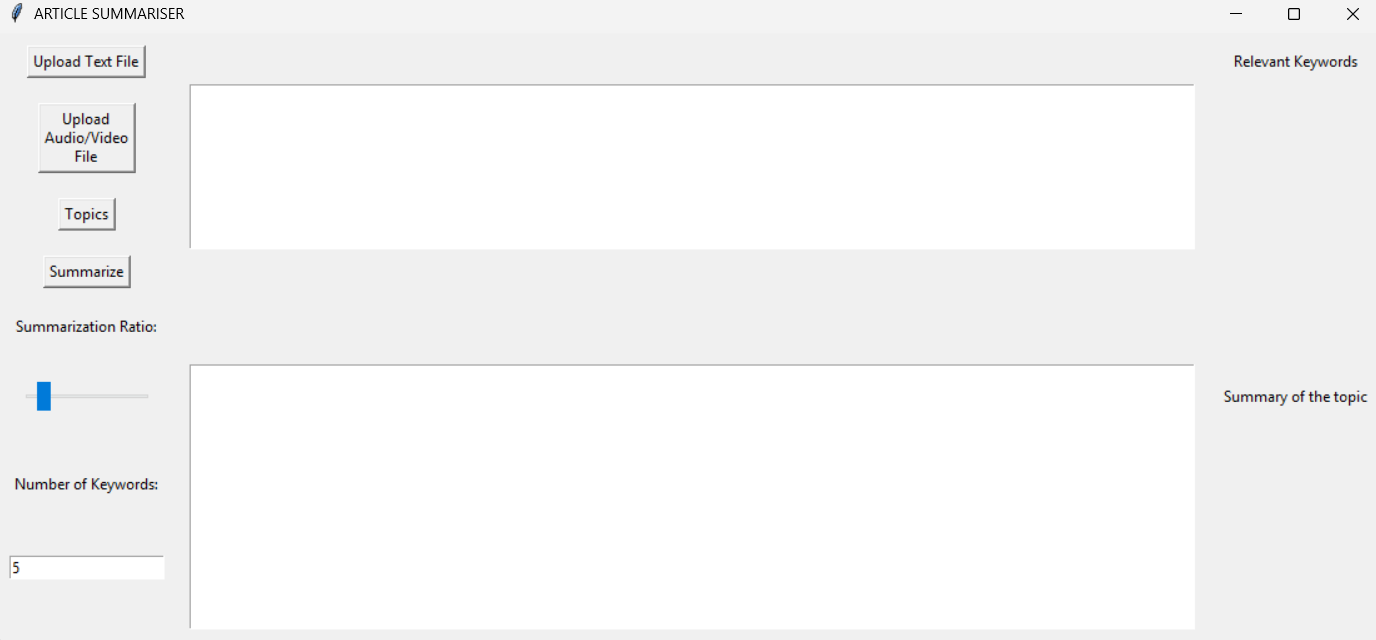 ARTICLE SUMMARISER
Upload Text File
Relevant Keywords
Upload
Audio/Video
File
Topics
Summarize
Summarization Ratio:
Summary of the topic
Number of Keywords:
5